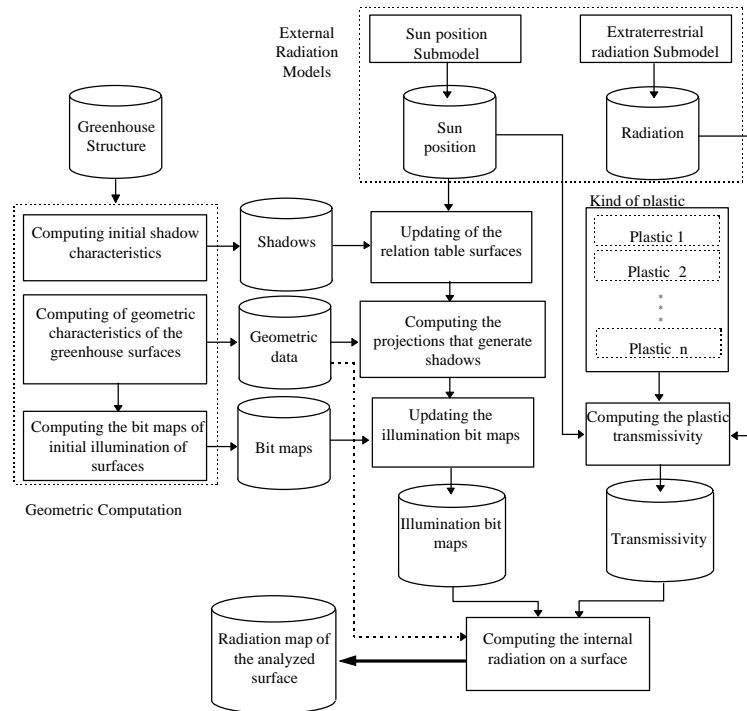 External
Radiation
Models
Sun position
Submodel
Extraterrestrial
radiation Submodel
Sun
position
Radiation
Greenhouse
Structure
Kind of plastic
Plastic 1
Plastic 2
*
*
*
Plastic n
Computing initial shadow
characteristics
Shadows
Updating of the
relation table surfaces
Computing of geometric
characteristics of the
greenhouse surfaces
Geometric
data
Computing the
projections that generate
shadows
Computing the bit maps of
initial illumination of
surfaces
Bit maps
Updating the
illumination bit maps
Computing the plastic
transmissivity
Geometric Computation
Illumination bit
maps
Transmissivity
Radiation map of
the analyzed
surface
Computing the internal
radiation on a surface